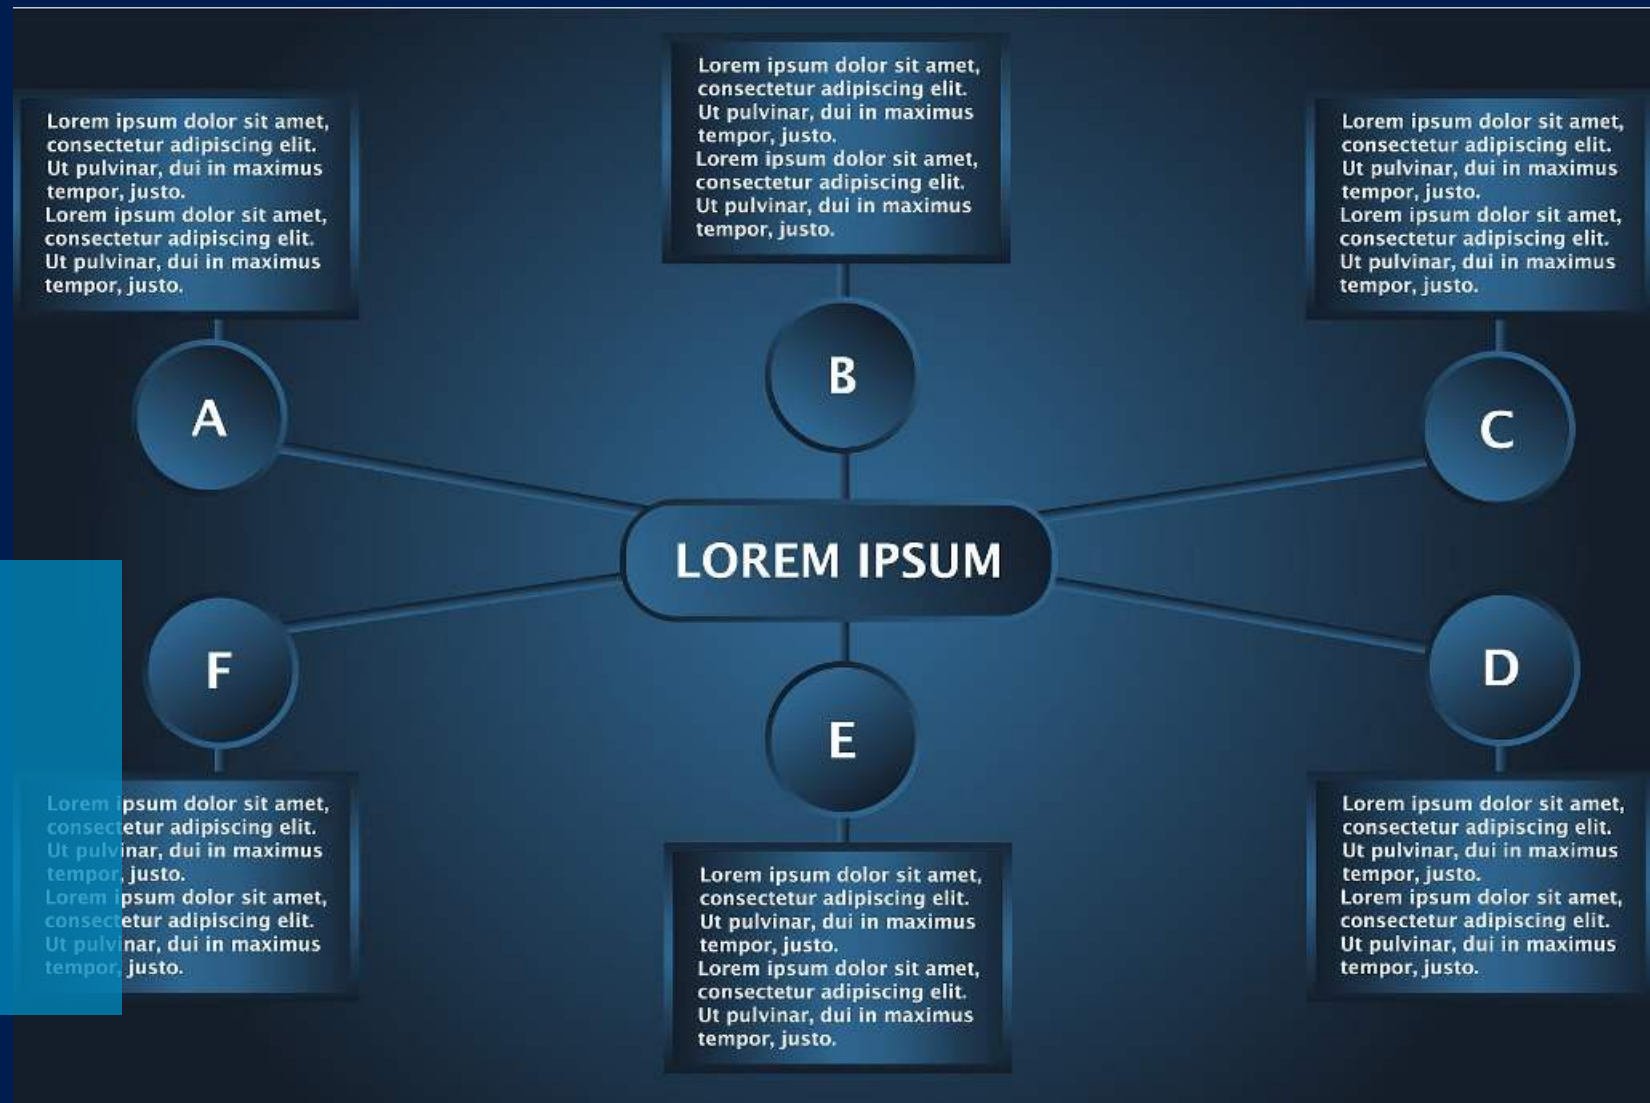 Lorem ipsum dolor sit amet,
consectetur adipiscing elit.
Ut pulvinar, dui in maximus
tempor, justo.
Lorem ipsum dolor sit amet,
consectetur adipiscing elit.
Ut pulvinar, dui in maximus
tempor, justo.
Lorem ipsum dolor sit amet,
consectetur adipiscing elit.
Ut pulvinar, dui in maximus
tempor, justo.
Lorem ipsum dolor sit amet,
consectetur adipiscing elit.
Ut pulvinar, dui in maximus
tempor, justo.
Lorem ipsum dolor sit amet,
consectetur adipiscing elit.
Ut pulvinar, dui in maximus
tempor, justo.
Lorem ipsum dolor sit amet,
consectetur adipiscing elit.
Ut pulvinar, dui in maximus
tempor, justo.
A
B
C
LOREM IPSUM
F
E
D
Lorem ipsum dolor sit amet,
consectetur adipiscing elit.
Ut pulvinar, dui in maximus
tempor, justo.
Lorem ipsum dolor sit amet,
consectetur adipiscing elit.
Ut pulvinar, dui in maximus
tempor, justo.
Lorem ipsum dolor sit amet,
consectetur adipiscing elit.
Ut pulvinar, dui in maximus
tempor, justo.
Lorem ipsum dolor sit amet,
consectetur adipiscing elit.
Ut pulvinar, dui in maximus
tempor, justo.
Lorem ipsum dolor sit amet,
consectetur adipiscing elit.
Ut pulvinar, dui in maximus
tempor, justo.
Lorem ipsum dolor sit amet,
consectetur adipiscing elit.
Ut pulvinar, dui in maximus
tempor, justo.